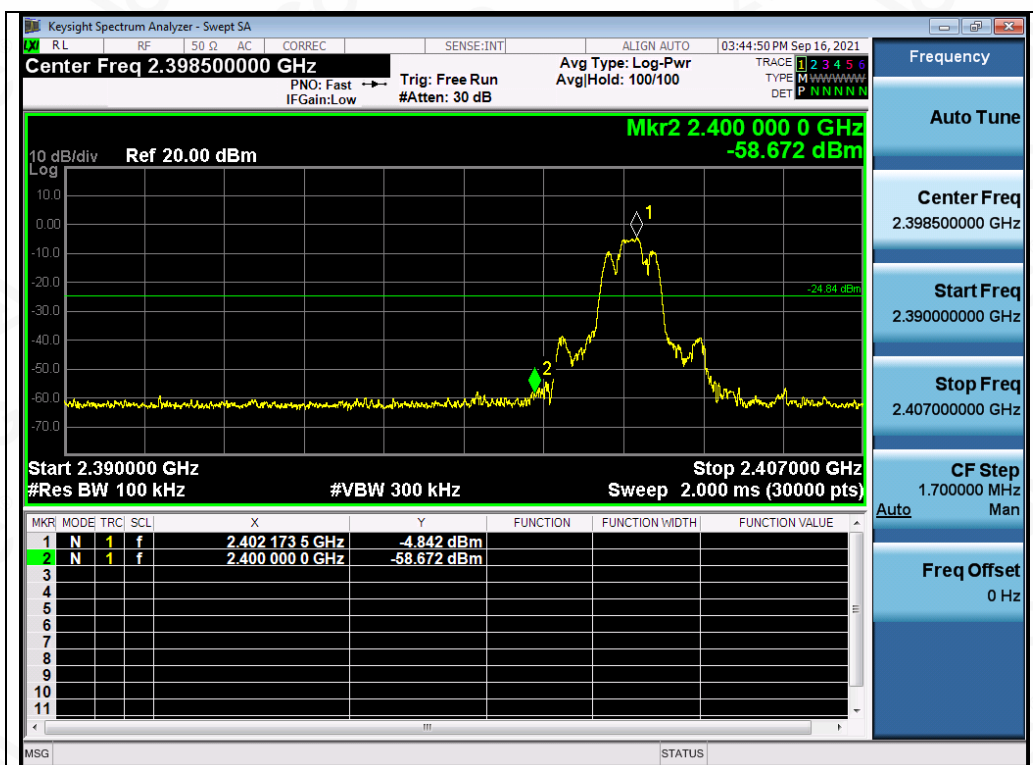 Keysight Spectrum Analyzer - Swept SA
LXI RL RF 50 Ω AC CORREC SENSE:INT ALIGN AUTO 03:44:50 PM Sep 16, 2021
Center Freq 2.398500000 GHz
PNO: Fast
IFGain:Low
Trig: Free Run
#Atten: 30 dB
Avg Type: Log-Pwr
Avg|Hold: 100/100
TRACE 1 2 3 4 5 6
TYPE M WWWWW
DET P N N N N N
Mkr2 2.400 000 0 GHz
-58.672 dBm
10 dB/div Ref 20.00 dBm
Log
10.0
0.00
-10.0
-20.0
-30.0
-40.0
-50.0
-60.0
-70.0
1
-24.84 dBm
2
Start 2.390000 GHz Stop 2.407000 GHz
#Res BW 100 kHz #VBW 300 kHz Sweep 2.000 ms (30000 pts)
MKR MODE TRC SCL X Y FUNCTION FUNCTION WIDTH FUNCTION VALUE
1 N 1 f 2.402 173 5 GHz -4.842 dBm
2 N 1 f 2.400 000 0 GHz -58.672 dBm
3
4
5
6
7
8
9
10
11
MSG STATUS
Frequency
Auto Tune
Center Freq
2.398500000 GHz
Start Freq
2.390000000 GHz
Stop Freq
2.407000000 GHz
CF Step
1.700000 MHz
Auto Man
Freq Offset
0 Hz